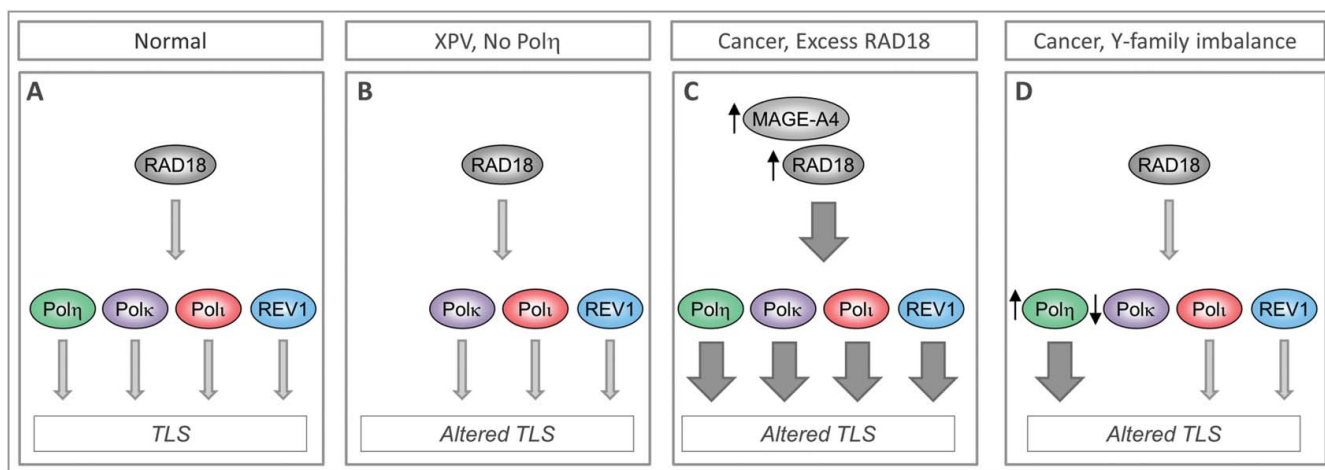 Normal
XPV, No Polη
Cancer, Excess RAD18
Cancer, Y-family imbalance
A
RAD18
Polη Polκ Polι REV1
TLS
B
RAD18
Polκ Polι REV1
Altered TLS
C
MAGE-A4
RAD18
Polη Polκ Polι REV1
Altered TLS
D
RAD18
Polη Polκ Polι REV1
Altered TLS